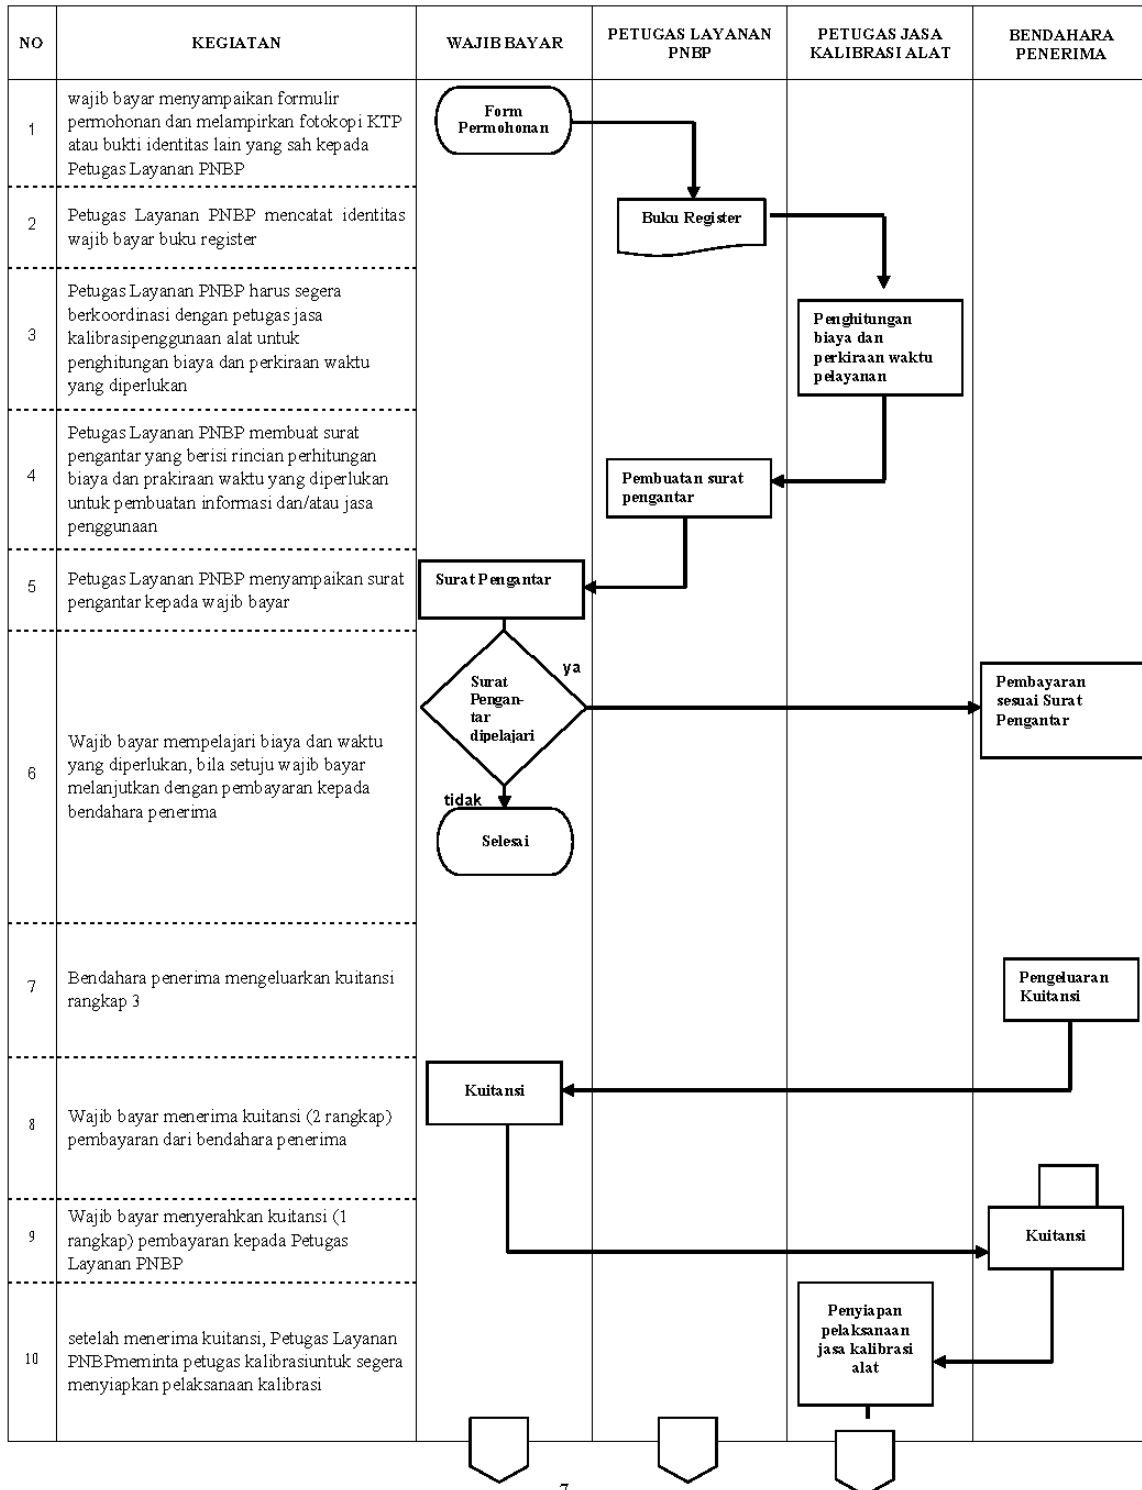 NO
KEGIATAN
WAJIB BAYAR
PETUGAS LAYANAN
PNBP
PETUGAS JASA
KALIBRASI ALAT
BENDAHARA
PENERIMA
1
wajib bayar menyampaikan formulir
permohonan dan melampirkan fotokopi KTP
atau bukti identitas lain yang sah kepada
Petugas Layanan PNBP
Form
Permohonan
2
Petugas Layanan PNBP mencatat identitas
wajib bayar buku register
Buku Register
3
Petugas Layanan PNBP harus segera
berkoordinasi dengan petugas jasa
kalibrasipenggunaan alat untuk
penghitungan biaya dan perkiraan waktu
yang diperlukan
Penghitungan
biaya dan
perkiraan waktu
pelayanan
4
Petugas Layanan PNBP membuat surat
pengantar yang berisi rincian perhitungan
biaya dan prakiraan waktu yang diperlukan
untuk pembuatan informasi dan/atau jasa
penggunaan
Pembuatan surat
pengantar
5
Petugas Layanan PNBP menyampaikan surat
pengantar kepada wajib bayar
Surat Pengantar
6
Wajib bayar mempelajari biaya dan waktu
yang diperlukan, bila setuju wajib bayar
melanjutkan dengan pembayaran kepada
bendahara penerima
Surat
Pengan-
tar
dipelajari
ya
tidak
Selesai
Pembayaran
sesuai Surat
Pengantar
7
Bendahara penerima mengeluarkan kuitansi
rangkap 3
Pengeluaran
Kuitansi
8
Wajib bayar menerima kuitansi (2 rangkap)
pembayaran dari bendahara penerima
Kuitansi
9
Wajib bayar menyerahkan kuitansi (1
rangkap) pembayaran kepada Petugas
Layanan PNBP
Kuitansi
10
setelah menerima kuitansi, Petugas Layanan
PNBPmeminta petugas kalibrasiuntuk segera
menyiapkan pelaksanaan kalibrasi
Penyiapan
pelaksanaan
jasa kalibrasi
alat
7